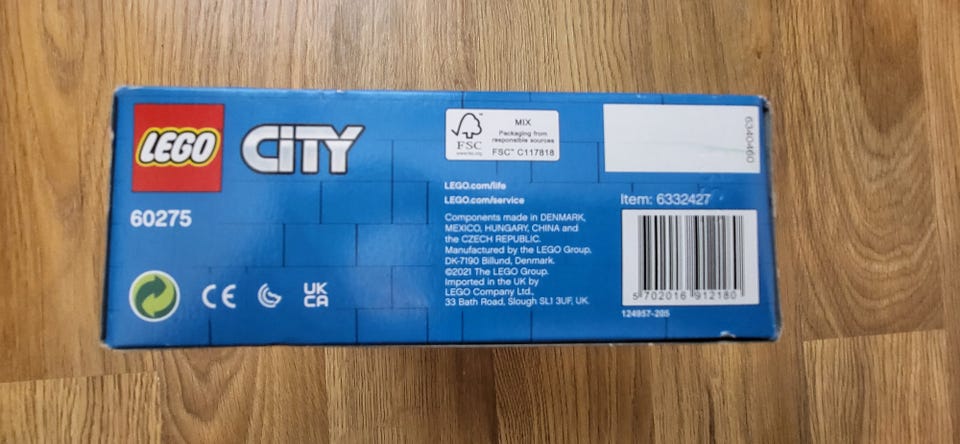 LEGO CITY
60275
CE
UK
CA
FSC
www.fsc.org
MIX
Packaging from
responsible sources
FSC™ C117818
LEGO.com/life
LEGO.com/service
Components made in DENMARK,
MEXICO, HUNGARY, CHINA and
the CZECH REPUBLIC.
Manufactured by the LEGO Group.
DK-7190 Billund, Denmark.
©2021 The LEGO Group.
Imported in the UK by
LEGO Company Ltd.,
33 Bath Road, Slough SL1 3UF, UK.
6340460
Item: 6332427
5 702016 912180
124957-205